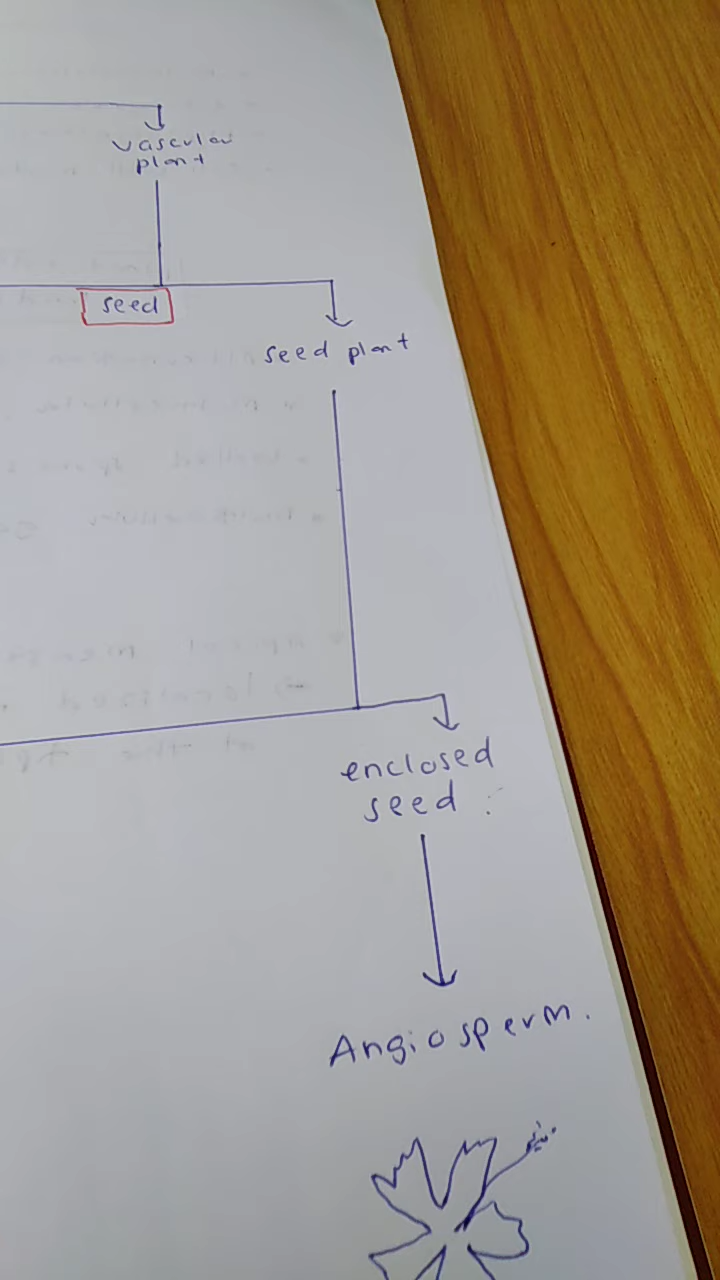 vascular
plant
seed
seed plant
enclosed
seed
Angiosperm.